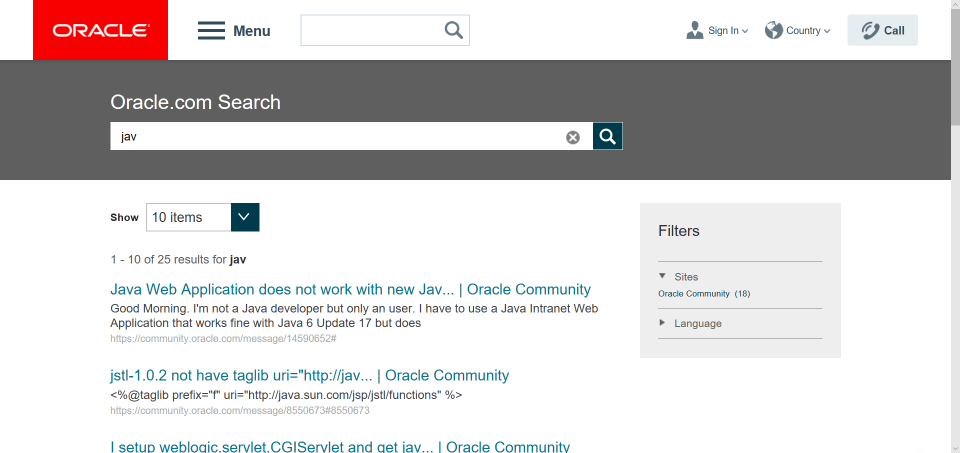 ORACLE
Menu
Sign In
Country
Call
Oracle.com Search
jav
Show
10 items
1 - 10 of 25 results for jav
Java Web Application does not work with new Jav... | Oracle Community
Good Morning. I'm not a Java developer but only an user. I have to use a Java Intranet Web
Application that works fine with Java 6 Update 17 but does
https://community.oracle.com/message/14590652#
jstl-1.0.2 not have taglib uri="http://jav... | Oracle Community
<%@taglib prefix="f" uri="http://java.sun.com/jsp/jstl/functions" %>
https://community.oracle.com/message/8550673#8550673
I setup weblogic.servlet.CGIServlet and get jav... | Oracle Community
Filters
Sites
Oracle Community (18)
Language